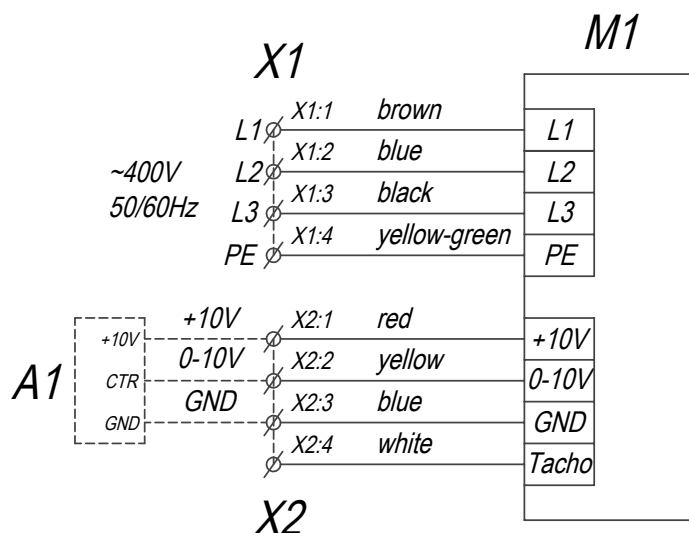 M1
X1
X1:1 brown
L1 L1
X1:2 blue
~400V L2 L2
50/60Hz X1:3 black
L3 L3
X1:4 yellow-green
PE PE
+10V X2:1 red
+10V +10V
0-10V X2:2 yellow
A1 CTR 0-10V
GND X2:3 blue
GND GND
X2:4 white
Tacho
X2